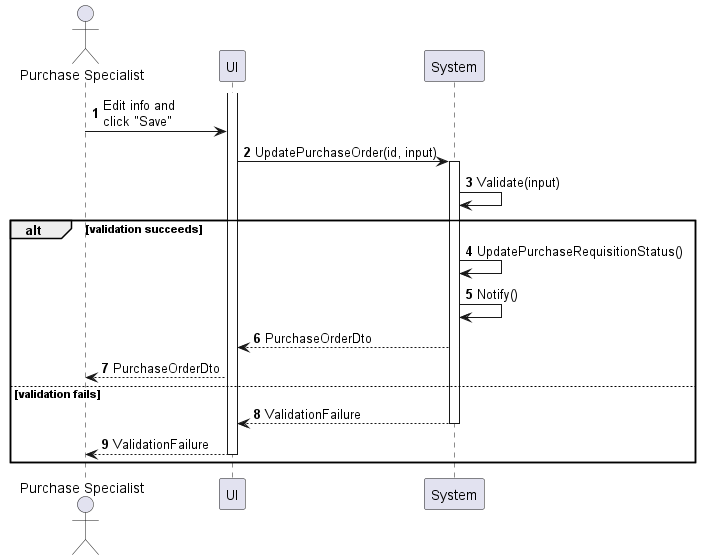 Purchase Specialist
UI
System
1 Edit info and
click "Save"
2 UpdatePurchaseOrder(id, input)
3 Validate(input)
alt [validation succeeds]
4 UpdatePurchaseRequisitionStatus()
5 Notify()
6 PurchaseOrderDto
7 PurchaseOrderDto
[validation fails]
8 ValidationFailure
9 ValidationFailure
Purchase Specialist
UI
System